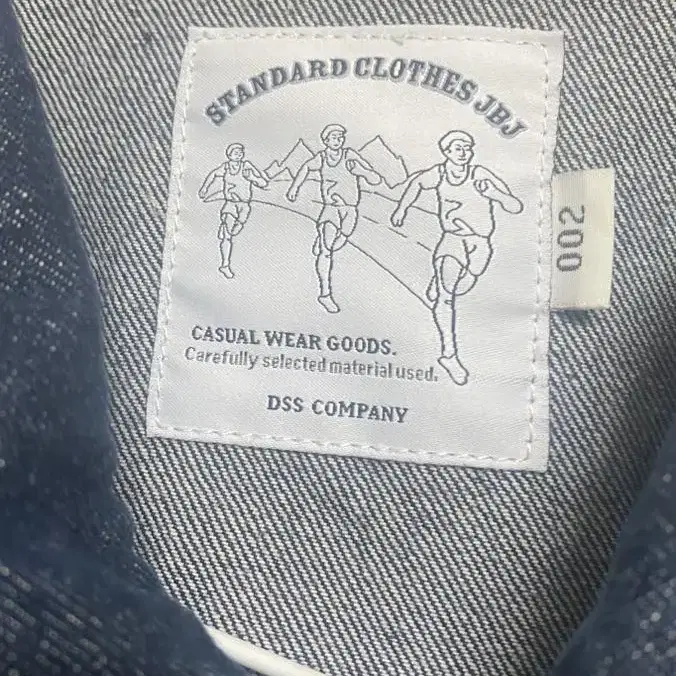 STANDARD CLOTHES JBJ
002
CASUAL WEAR GOODS.
Carefully selected material used.
DSS COMPANY